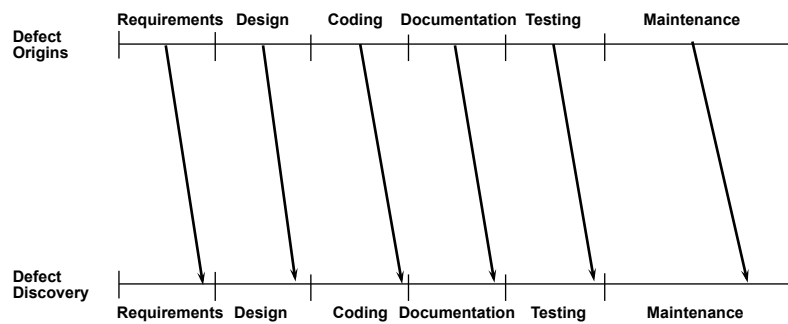 Requirements Design Coding Documentation Testing Maintenance
Defect
Origins
Defect
Discovery
Requirements Design Coding Documentation Testing Maintenance